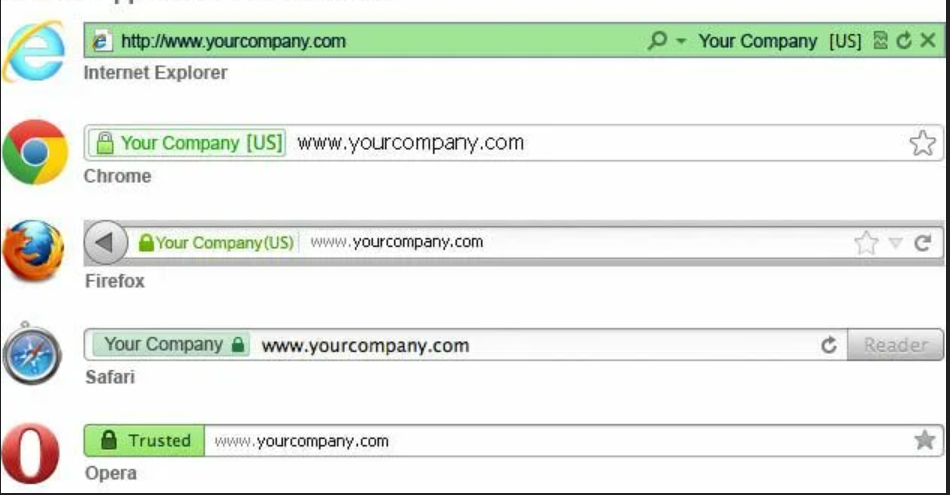 http://www.yourcompany.com Your Company [US]
Internet Explorer
Your Company [US] www.yourcompany.com
Chrome
Your Company(US) www.yourcompany.com
Firefox
Your Company www.yourcompany.com Reader
Safari
Trusted www.yourcompany.com
Opera